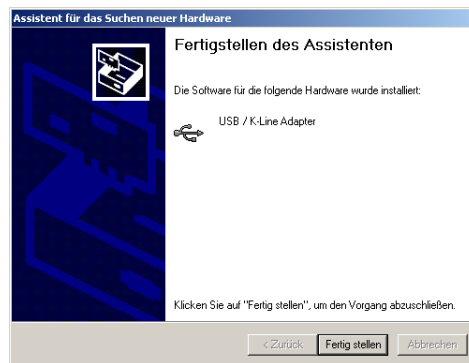 Assistent für das Suchen neuer Hardware
Fertigstellen des Assistenten
Die Software für die folgende Hardware wurde installiert:
USB / K-Line Adapter
Klicken Sie auf "Fertig stellen", um den Vorgang abzuschließen.
< Zurück Fertig stellen Abbrechen